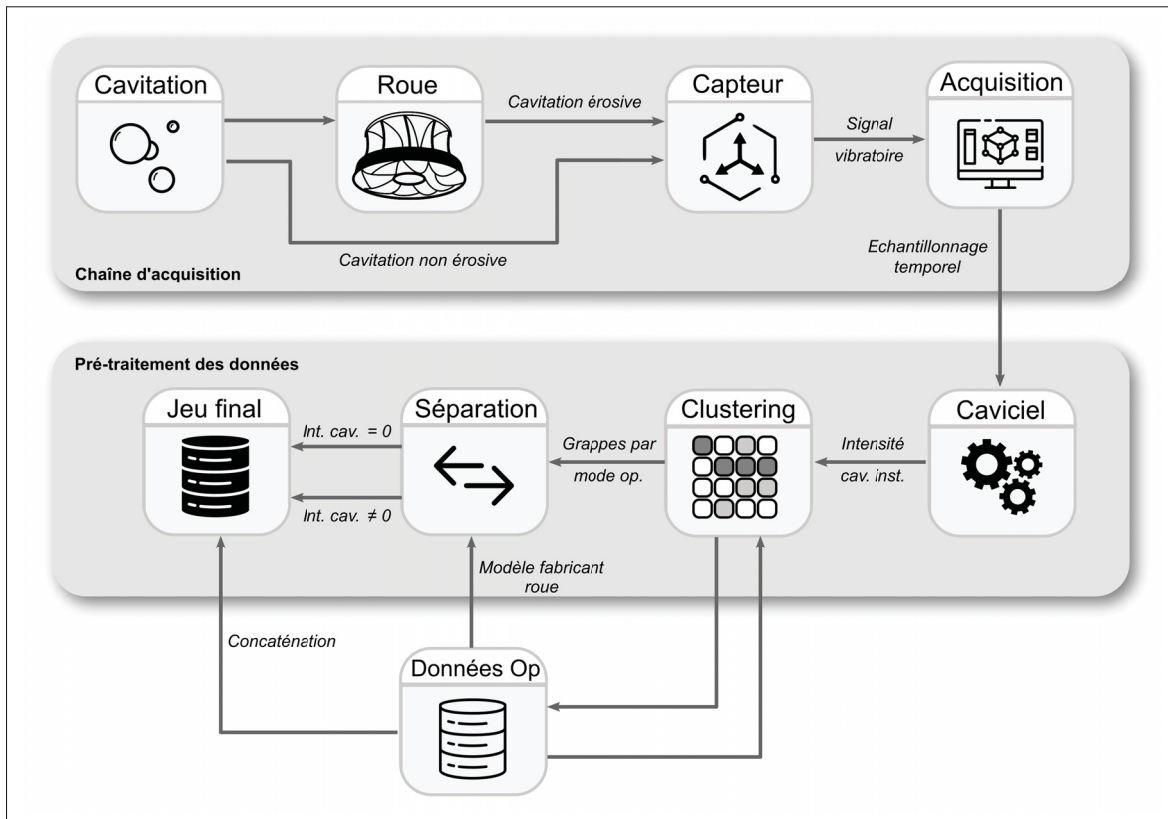 Cavitation
Roue
Capteur
Acquisition
Cavitation érosive
Signal
vibratoire
Cavitation non érosive
Echantillonnage
temporel
Chaîne d'acquisition
Pré-traitement des données
Jeu final
Séparation
Clustering
Caviciel
Int. cav. = 0
Grappes par
mode op.
Intensité
cav. inst.
Int. cav. ≠ 0
Modèle fabricant
roue
Concaténation
Données Op